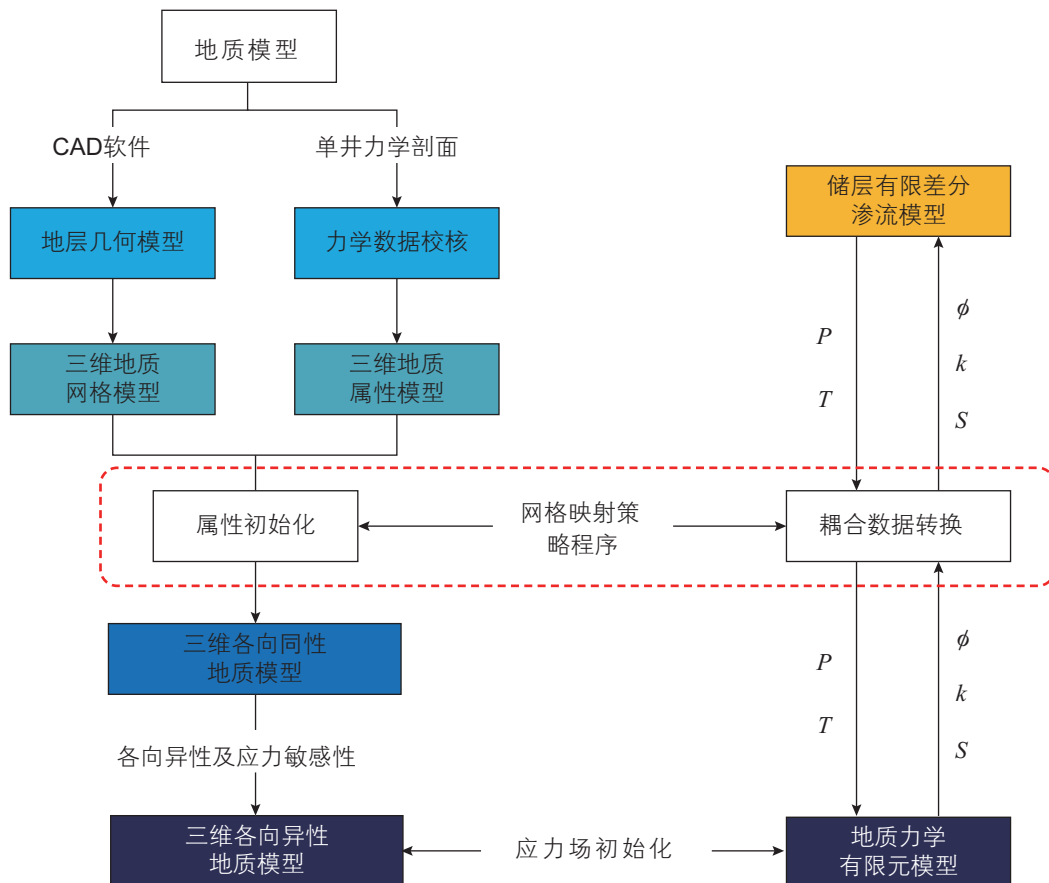 地质模型
CAD软件
单井力学剖面
地层几何模型
力学数据校核
储层有限差分
渗流模型
三维地质
网格模型
三维地质
属性模型
P
T
ϕ
k
S
属性初始化
网格映射策
略程序
耦合数据转换
三维各向同性
地质模型
P
T
ϕ
k
S
各向异性及应力敏感性
三维各向异性
地质模型
应力场初始化
地质力学
有限元模型